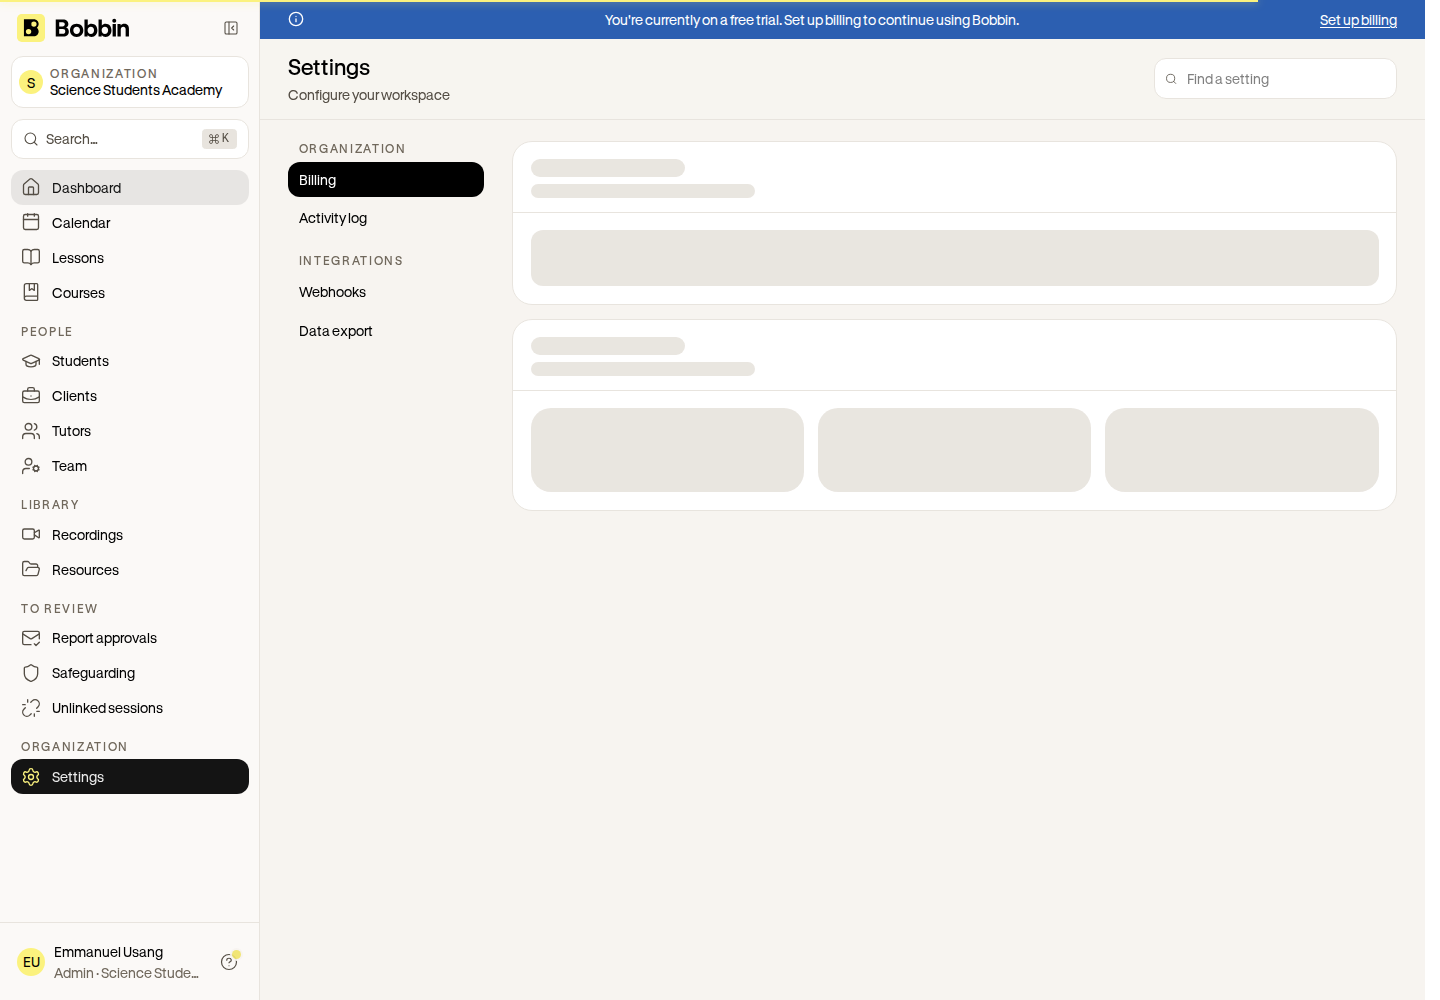 Bobbin
ORGANIZATION
S
Science Students Academy
Search...
⌘K
Dashboard
Calendar
Lessons
Courses
PEOPLE
Students
Clients
Tutors
Team
LIBRARY
Recordings
Resources
TO REVIEW
Report approvals
Safeguarding
Unlinked sessions
ORGANIZATION
Settings
EU
Emmanuel Usang
Admin · Science Stude...
You're currently on a free trial. Set up billing to continue using Bobbin.
Set up billing
Settings
Configure your workspace
Find a setting
ORGANIZATION
Billing
Activity log
INTEGRATIONS
Webhooks
Data export